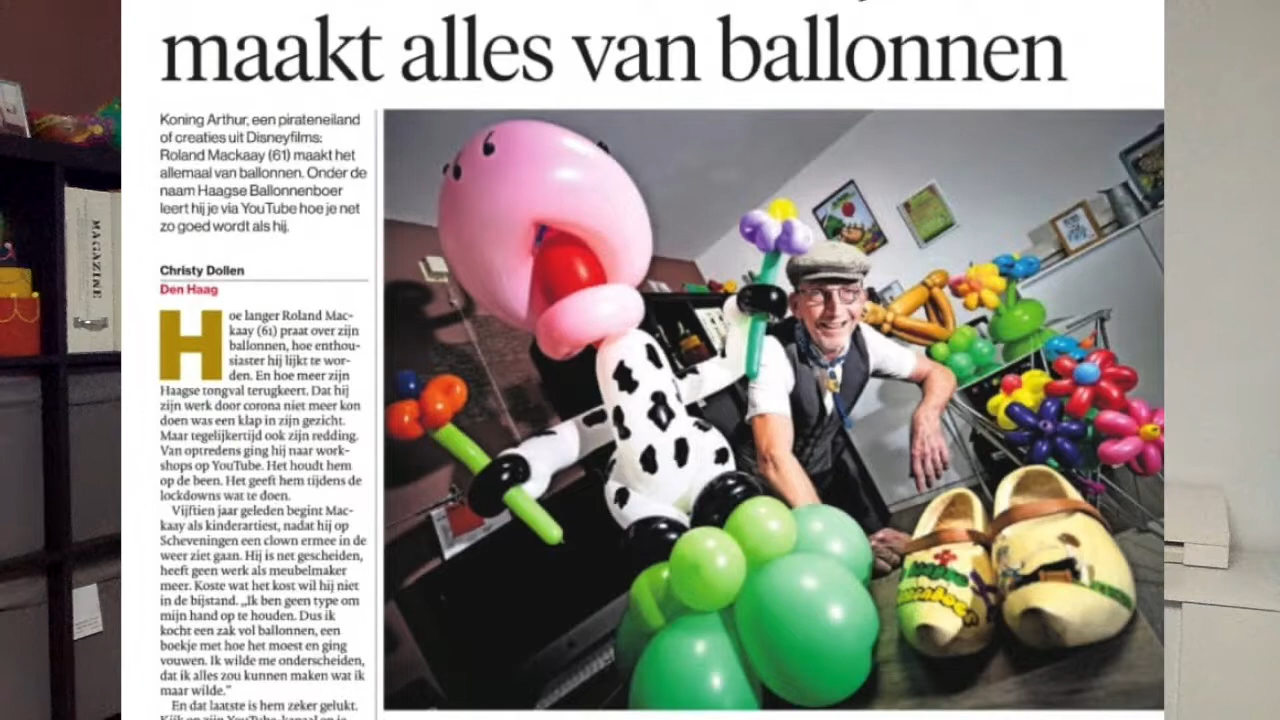 maakt alles van ballonnen
Koning Arthur, een pirateneiland
of creaties uit Disneyfilms:
Roland Mackaay (61) maakt het
allemaal van ballonnen. Onder de
naam Haagse Ballonnenboer
leert hij je via YouTube hoe je net
zo goed wordt als hij.
Christy Dollen
Den Haag
Hoe langer Roland Mac-
kaay (61) praat over zijn
ballonnen, hoe enthou-
siaster hij lijkt te wor-
den. En hoe meer zijn
Haagse tongval terugkeert. Dat hij
zijn werk door corona niet meer kon
doen was een klap in zijn gezicht.
Maar tegelijkertijd ook zijn redding.
Van optredens ging hij naar work-
shops op YouTube. Het houdt hem
op de been. Het geeft hem tijdens de
lockdowns wat te doen.
Vijftien jaar geleden begint Mac-
kaay als kinderartiest, nadat hij op
Scheveningen een clown ermee in de
weer ziet gaan. Hij is net gescheiden,
heeft geen werk als meubelmaker
meer. Koste wat het kost wil hij niet
in de bijstand. „Ik ben geen type om
mijn hand op te houden. Dus ik
kocht een zak vol ballonnen, een
boekje met hoe het moest en ging
vouwen. Ik wilde me onderscheiden,
dat ik alles zou kunnen maken wat ik
maar wilde.”
En dat laatste is hem zeker gelukt.
Kijk op zijn YouTube-kanaal en je
MAGAZINE